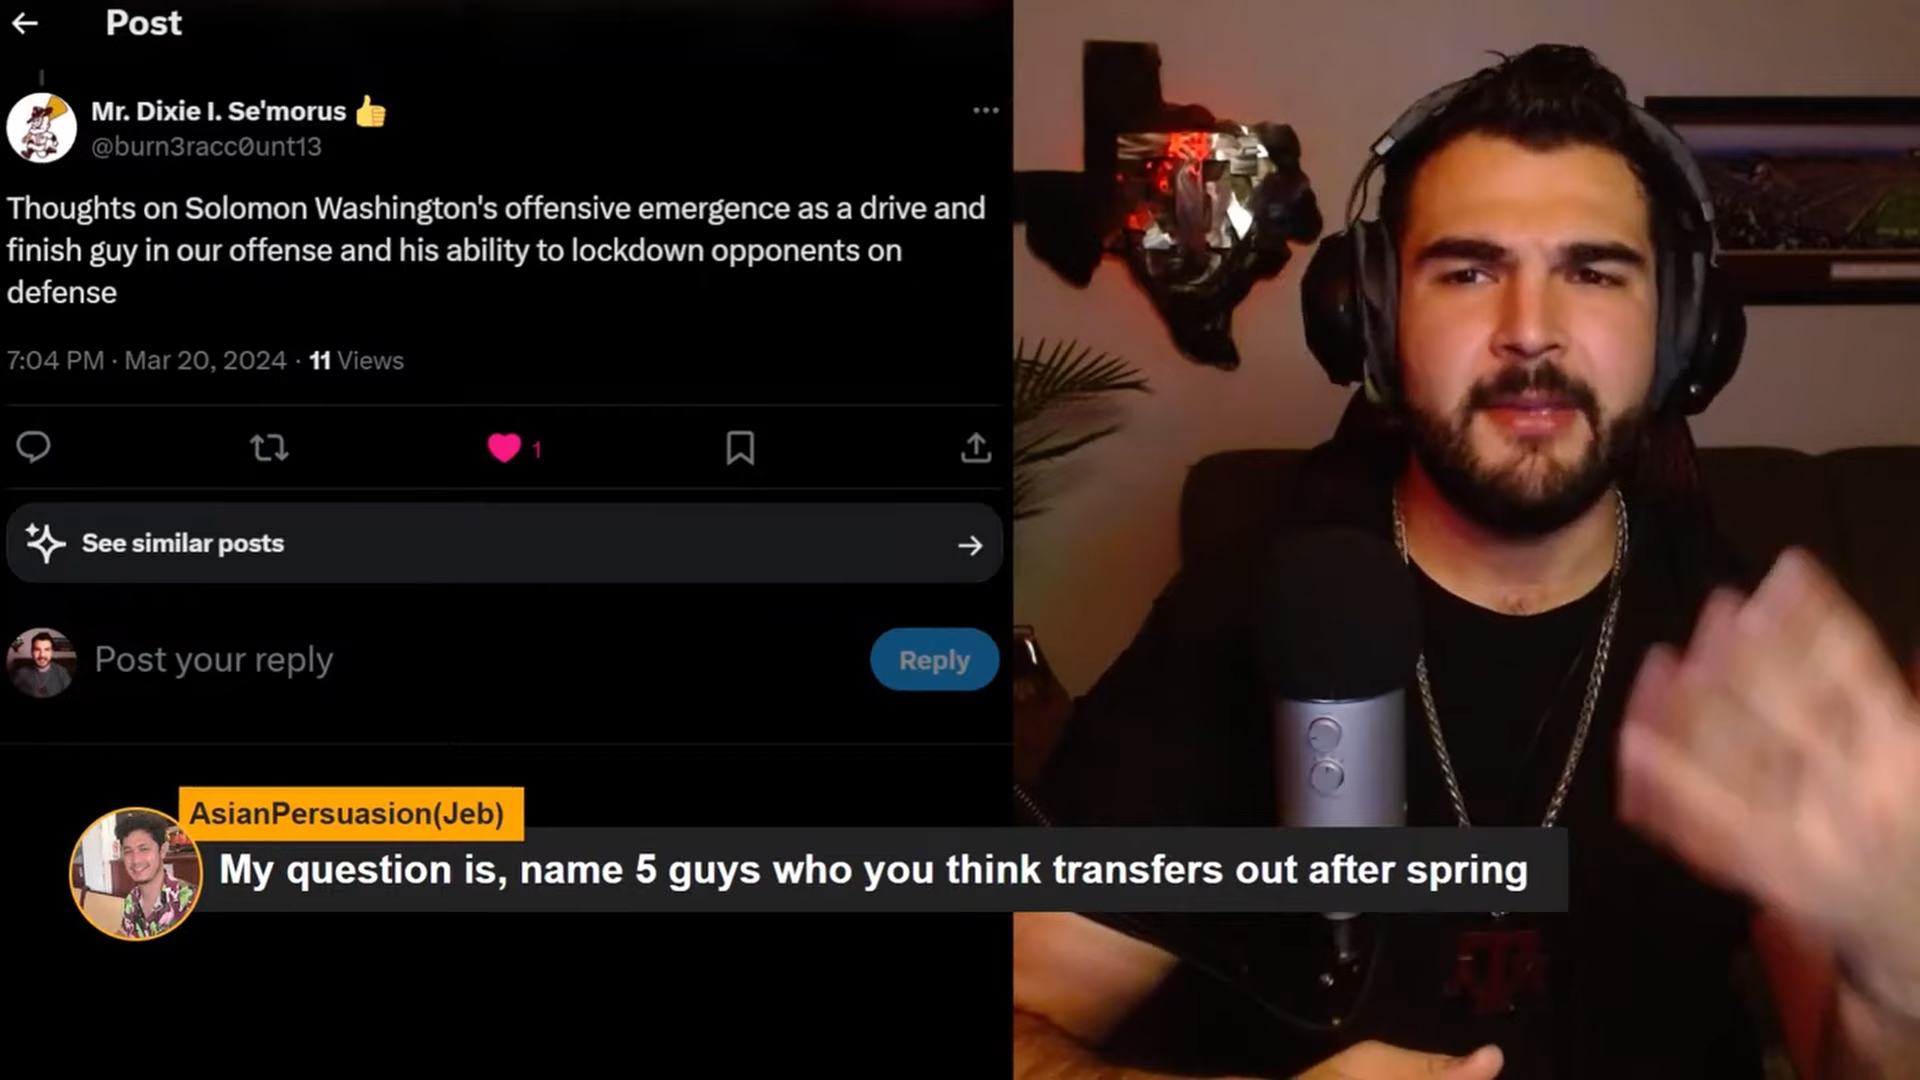 Post
Mr. Dixie I. Se'morus 👍
@burn3racc0unt13
Thoughts on Solomon Washington's offensive emergence as a drive and
finish guy in our offense and his ability to lockdown opponents on
defense
7:04 PM · Mar 20, 2024 · 11 Views
1
See similar posts
Post your reply
Reply
AsianPersuasion(Jeb)
My question is, name 5 guys who you think transfers out after spring
ATM